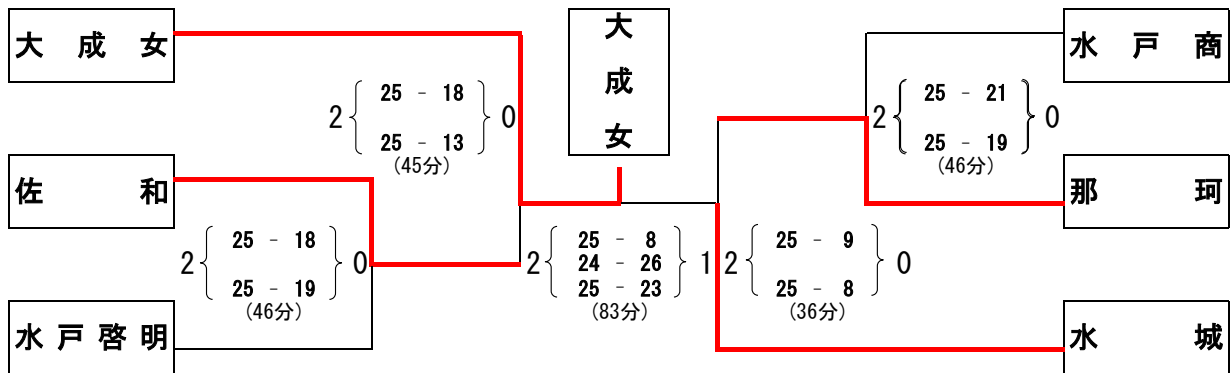 大成女
佐和
水戸啓明
2 25 - 18 0
25 - 13
(45分)
2 25 - 18 0
25 - 19
(46分)
大成女
2 25 - 8 1
24 - 26
25 - 23
(83分)
2 25 - 21 0
25 - 19
(46分)
2 25 - 9 0
25 - 8
(36分)
水戸商
那珂
水城